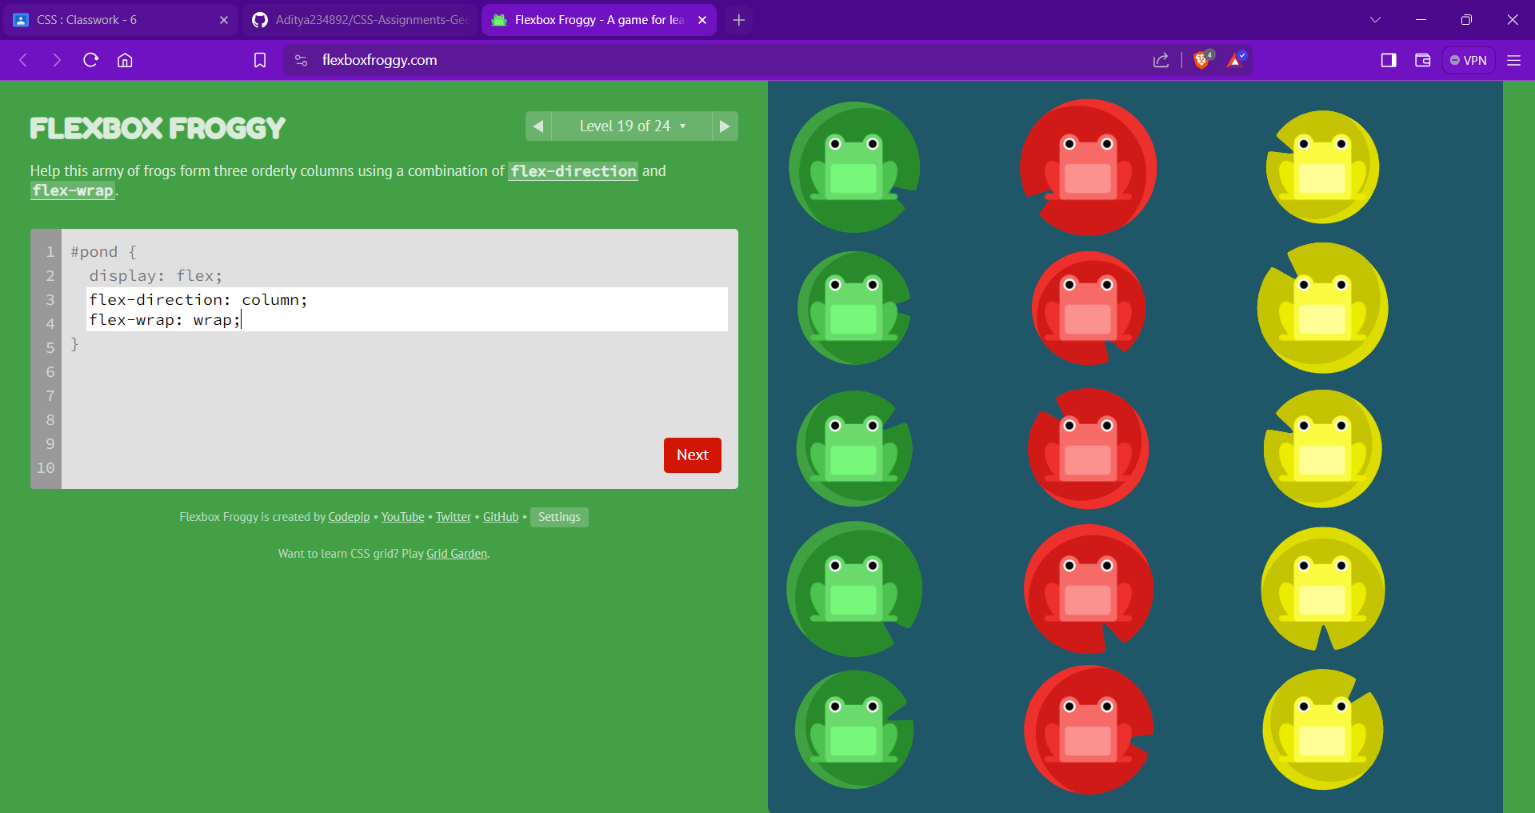 CSS : Classwork - 6
Aditya234892/CSS-Assignments-Gee
Flexbox Froggy - A game for lea
flexboxfroggy.com
4
VPN
FLEXBOX FROGGY
Level 19 of 24
Help this army of frogs form three orderly columns using a combination of flex-direction and
flex-wrap.
1 #pond {
2 display: flex;
3 flex-direction: column;
4 flex-wrap: wrap;
5 }
6
7
8
9
10
Next
Flexbox Froggy is created by Codepip • YouTube • Twitter • GitHub • Settings
Want to learn CSS grid? Play Grid Garden.